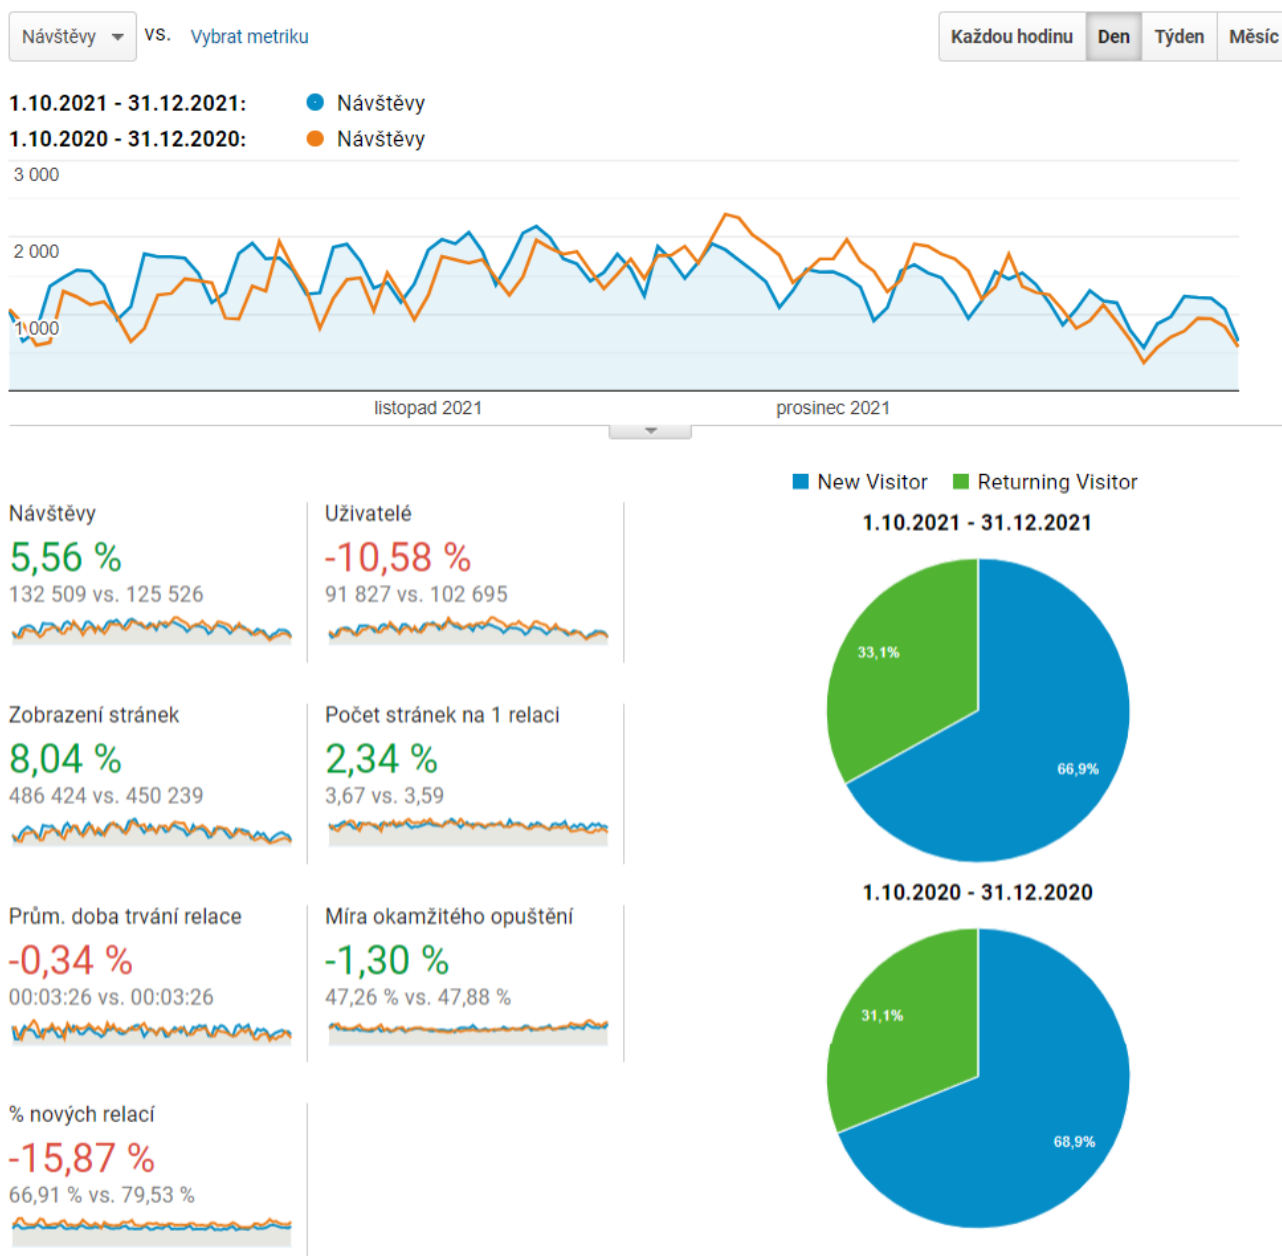 Návštěvy vs. Vybrat metriku Každou hodinu Den Týden Měsíc
1.10.2021 - 31.12.2021: Návštěvy
1.10.2020 - 31.12.2020: Návštěvy
3 000
2 000
1 000
listopad 2021 prosinec 2021
New Visitor Returning Visitor
1.10.2021 - 31.12.2021
33,1%
66,9%
1.10.2020 - 31.12.2020
31,1%
68,9%
Návštěvy
5,56 %
132 509 vs. 125 526
Uživatelé
-10,58 %
91 827 vs. 102 695
Zobrazení stránek
8,04 %
486 424 vs. 450 239
Počet stránek na 1 relaci
2,34 %
3,67 vs. 3,59
Prům. doba trvání relace
-0,34 %
00:03:26 vs. 00:03:26
Míra okamžitého opuštění
-1,30 %
47,26 % vs. 47,88 %
% nových relací
-15,87 %
66,91 % vs. 79,53 %